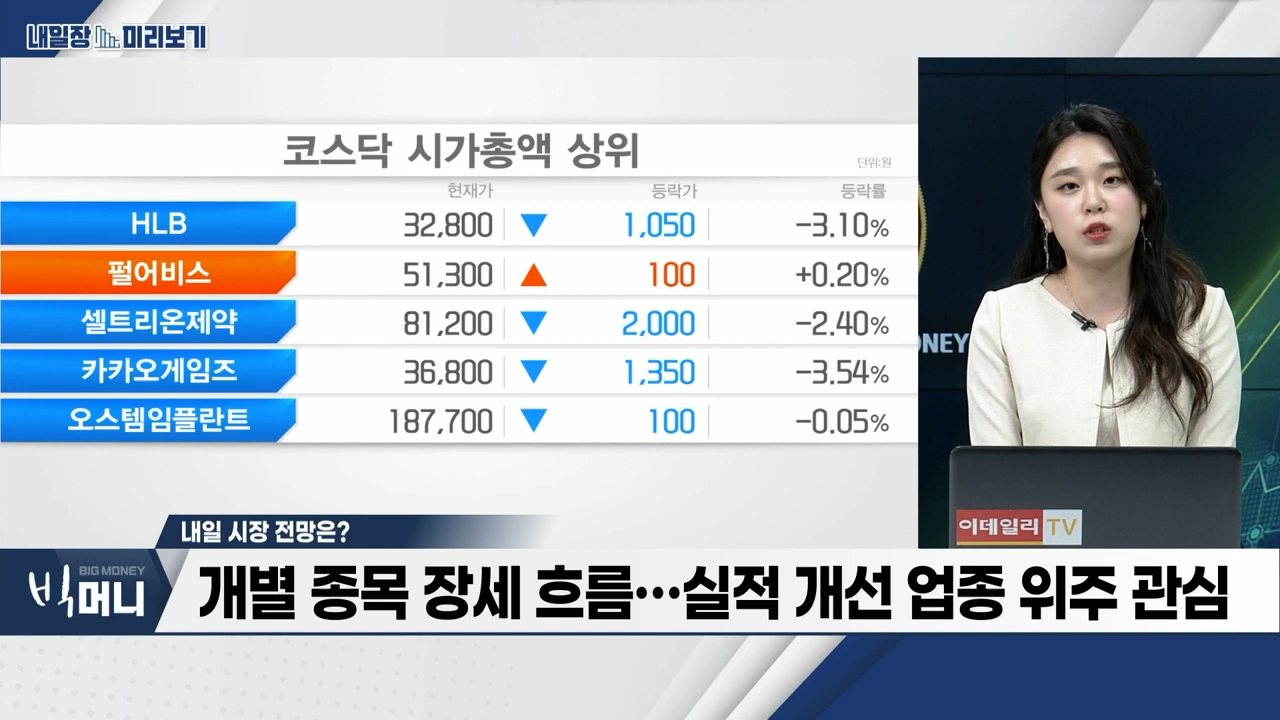 내일장 미리보기
코스닥 시가총액 상위
단위:원
현재가 등락가 등락률
HLB 32,800 ▼ 1,050 -3.10%
펄어비스 51,300 ▲ 100 +0.20%
셀트리온제약 81,200 ▼ 2,000 -2.40%
카카오게임즈 36,800 ▼ 1,350 -3.54%
오스템임플란트 187,700 ▼ 100 -0.05%
ONEY
이데일리 TV
내일 시장 전망은?
BIG MONEY
빅머니
개별 종목 장세 흐름…실적 개선 업종 위주 관심